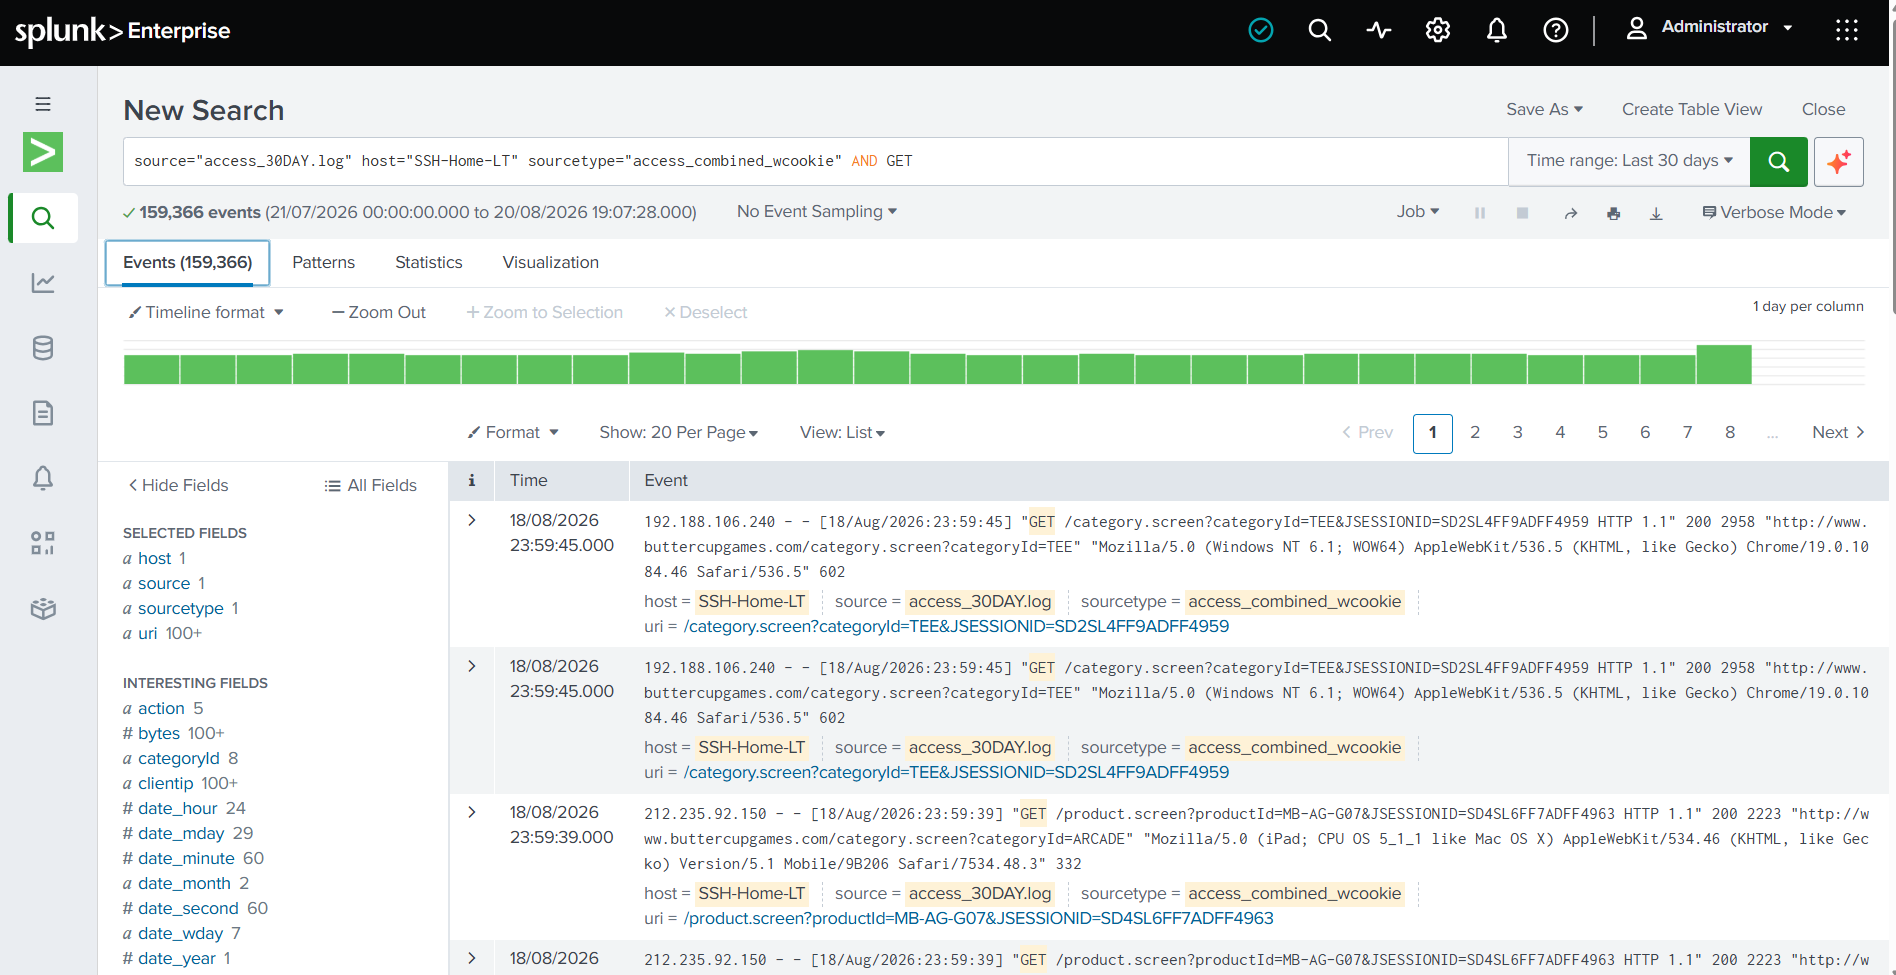 splunk> Enterprise
Administrator
New Search
Save As
Create Table View
Close
source="access_30DAY.log" host="SSH-Home-LT" sourcetype="access_combined_wcookie" AND GET
Time range: Last 30 days
159,366 events (21/07/2026 00:00:00.000 to 20/08/2026 19:07:28.000)
No Event Sampling
Job
Verbose Mode
Events (159,366)
Patterns
Statistics
Visualization
Timeline format
Zoom Out
Zoom to Selection
Deselect
1 day per column
Format
Show: 20 Per Page
View: List
Prev
1 2 3 4 5 6 7 8 ...
Next
Hide Fields
All Fields
SELECTED FIELDS
a host 1
a source 1
a sourcetype 1
a uri 100+
INTERESTING FIELDS
a action 5
# bytes 100+
a categoryId 8
a clientip 100+
# date_hour 24
# date_mday 29
# date_minute 60
a date_month 2
# date_second 60
a date_wday 7
# date_year 1
i Time Event
18/08/2026
23:59:45.000
192.188.106.240 - - [18/Aug/2026:23:59:45] "GET /category.screen?categoryId=TEE&JSESSIONID=SD2SL4FF9ADFF4959 HTTP 1.1" 200 2958 "http://www.
buttercupgames.com/category.screen?categoryId=TEE" "Mozilla/5.0 (Windows NT 6.1; WOW64) AppleWebKit/536.5 (KHTML, like Gecko) Chrome/19.0.10
84.46 Safari/536.5" 602
host = SSH-Home-LT source = access_30DAY.log sourcetype = access_combined_wcookie
uri = /category.screen?categoryId=TEE&JSESSIONID=SD2SL4FF9ADFF4959
18/08/2026
23:59:45.000
192.188.106.240 - - [18/Aug/2026:23:59:45] "GET /category.screen?categoryId=TEE&JSESSIONID=SD2SL4FF9ADFF4959 HTTP 1.1" 200 2958 "http://www.
buttercupgames.com/category.screen?categoryId=TEE" "Mozilla/5.0 (Windows NT 6.1; WOW64) AppleWebKit/536.5 (KHTML, like Gecko) Chrome/19.0.10
84.46 Safari/536.5" 602
host = SSH-Home-LT source = access_30DAY.log sourcetype = access_combined_wcookie
uri = /category.screen?categoryId=TEE&JSESSIONID=SD2SL4FF9ADFF4959
18/08/2026
23:59:39.000
212.235.92.150 - - [18/Aug/2026:23:59:39] "GET /product.screen?productId=MB-AG-G07&JSESSIONID=SD4SL6FF7ADFF4963 HTTP 1.1" 200 2223 "http://w
ww.buttercupgames.com/category.screen?categoryId=ARCADE" "Mozilla/5.0 (iPad; CPU OS 5_1_1 like Mac OS X) AppleWebKit/534.46 (KHTML, like Gec
ko) Version/5.1 Mobile/9B206 Safari/7534.48.3" 332
host = SSH-Home-LT source = access_30DAY.log sourcetype = access_combined_wcookie
uri = /product.screen?productId=MB-AG-G07&JSESSIONID=SD4SL6FF7ADFF4963
18/08/2026
212.235.92.150 - - [18/Aug/2026:23:59:39] "GET /product.screen?productId=MB-AG-G07&JSESSIONID=SD4SL6FF7ADFF4963 HTTP 1.1" 200 2223 "http://w